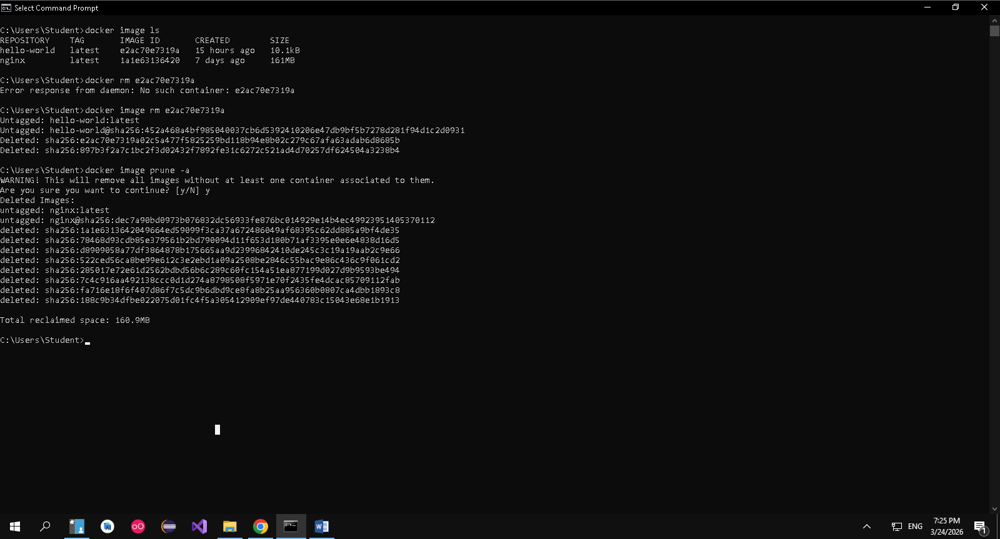 Select Command Prompt
C:\Users\Student>docker image ls
REPOSITORY    TAG       IMAGE ID       CREATED        SIZE
hello-world   latest    e2ac70e7319a   15 hours ago   10.1kB
nginx         latest    1a1e63136420   7 days ago     161MB
C:\Users\Student>docker rm e2ac70e7319a
Error response from daemon: No such container: e2ac70e7319a
C:\Users\Student>docker image rm e2ac70e7319a
Untagged: hello-world:latest
Untagged: hello-world@sha256:452a468a4bf985040037cb6d5392410206e47db9bf5b7278d281f94d1c2d0931
Deleted: sha256:e2ac70e7319a02c5a477f5825259bd118b94e8b02c279c67afa63adab6d8685b
Deleted: sha256:897b3f2a7c1bc2f3d02432f7892fe31c6272c521ad4d70257df624504a3238b4
C:\Users\Student>docker image prune -a
WARNING! This will remove all images without at least one container associated to them.
Are you sure you want to continue? [y/N] y
Deleted Images:
untagged: nginx:latest
untagged: nginx@sha256:dec7a90bd0973b076832dc56933fe876bc014929e14b4ec49923951405370112
deleted: sha256:1a1e6313642049664ed59099f3ca37a672486049af68395c62dd885a9bf4de35
deleted: sha256:78468d93cdb85e379561b2bd790094d11f653d180b71af3395e0e6e4838d16d5
deleted: sha256:d8909058a77df3864878b175665aa9d23996842410de245c3c19a19aab2c9e66
deleted: sha256:522ced56ca8be99e612c3e2ebd1a09a2508be2846c55bac9e86c436c9f061cd2
deleted: sha256:285017e72e61d2562bdbd56b6c289c60fc154a51ea877199d027d9b9593be494
deleted: sha256:7c4c916aa492138ccc0d1d274a8798508f5971e70f2435fe4dcac85709112fab
deleted: sha256:fa716e18f6f407d86f7c5dc9b6dbd9ce8fa8b25aa956360b0807ca4dbb1893c8
deleted: sha256:188c9b34dfbe022075d01fc4f5a305412909ef97de440783c15043e68e1b1913
Total reclaimed space: 160.9MB
C:\Users\Student>
ENG
7:25 PM
3/24/2026
1